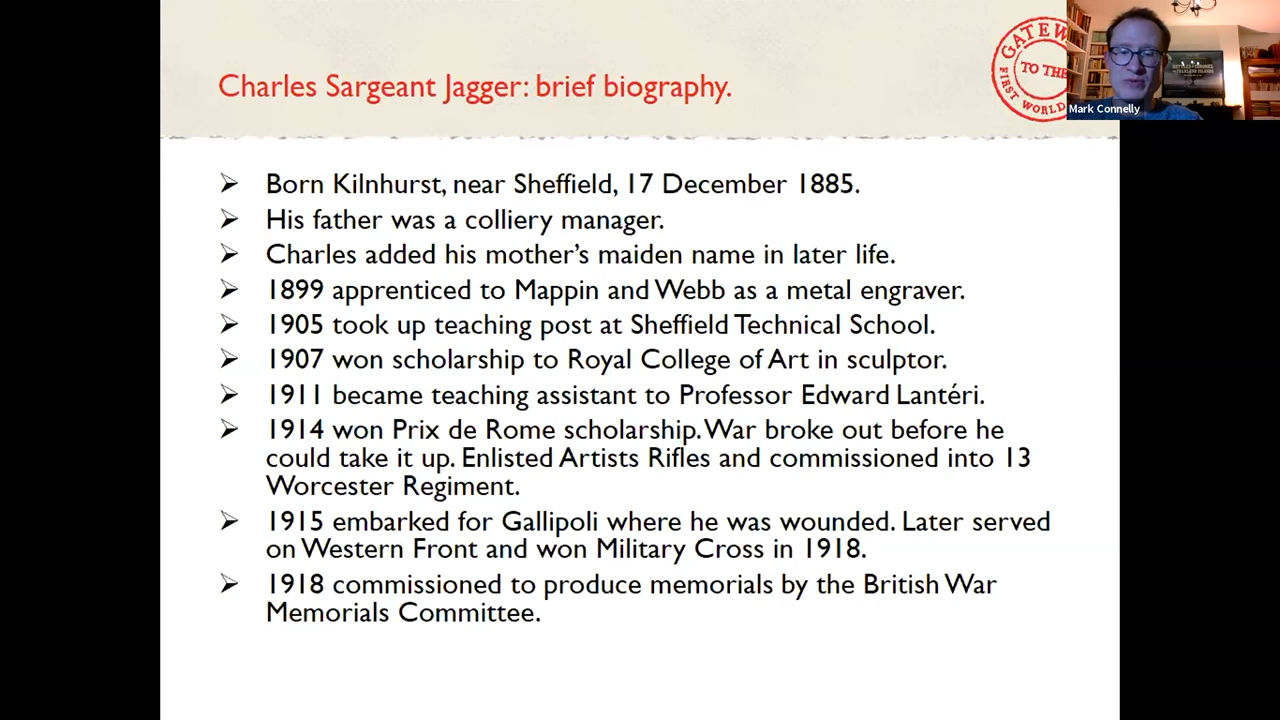 Charles Sargeant Jagger: brief biography.
GATEW
TO THE
FIRST WORLD
Mark Connelly
Born Kilnhurst, near Sheffield, 17 December 1885.
His father was a colliery manager.
Charles added his mother's maiden name in later life.
1899 apprenticed to Mappin and Webb as a metal engraver.
1905 took up teaching post at Sheffield Technical School.
1907 won scholarship to Royal College of Art in sculptor.
1911 became teaching assistant to Professor Edward Lantéri.
1914 won Prix de Rome scholarship. War broke out before he
could take it up. Enlisted Artists Rifles and commissioned into 13
Worcester Regiment.
1915 embarked for Gallipoli where he was wounded. Later served
on Western Front and won Military Cross in 1918.
1918 commissioned to produce memorials by the British War
Memorials Committee.